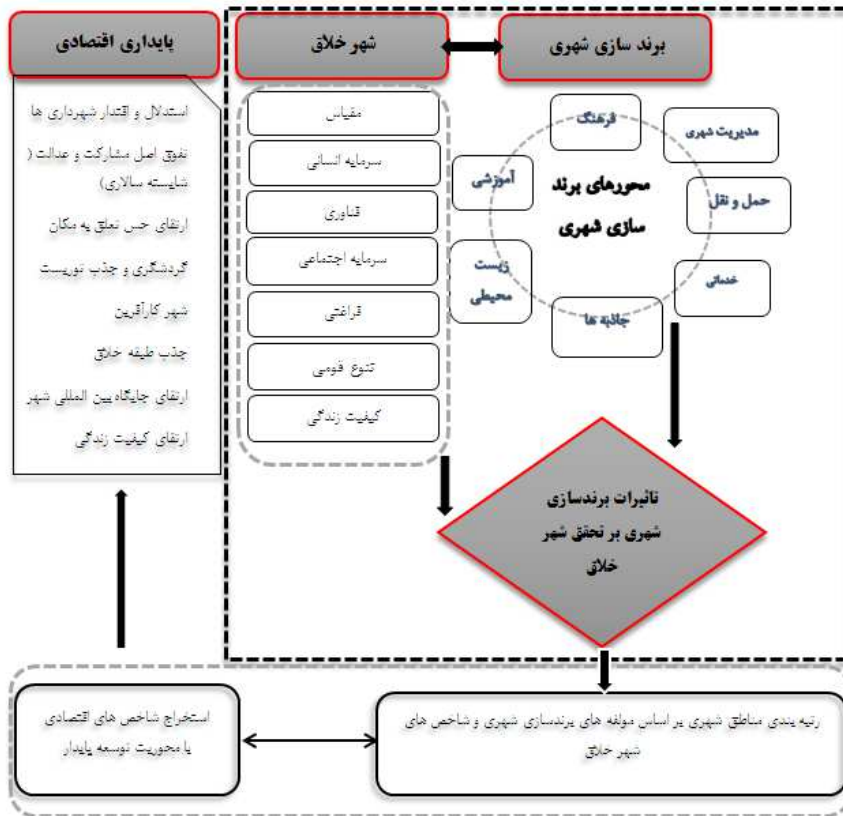 برند سازی شهری
شهر خلاق
پایداری اقتصادی
فرهنگ
مدیریت شهری
حمل و نقل
خدماتی
جاذبه ها
زیست
محیطی
آموزشی
محورهای برند
سازی شهری
مقیاس
سرمایه انسانی
فناوری
سرمایه اجتماعی
فراغتی
تنوع قومی
کیفیت زندگی
استدلال و اقتدار شهرداری ها
تفوق اصل مشارکت و عدالت (
شایسته سالاری)
ارتقای حس تعلق به مکان
گردشگری و جذب توریست
شهر کارآفرین
جذب طبقه خلاق
ارتقای جایگاه بین المللی شهر
ارتقای کیفیت زندگی
تاثیرات برندسازی
شهری بر تحقق شهر
خلاق
رتبه بندی مناطق شهری بر اساس مولفه های برندسازی شهری و شاخص های
شهر خلاق
استخراج شاخص های اقتصادی
با محوریت توسعه پایدار